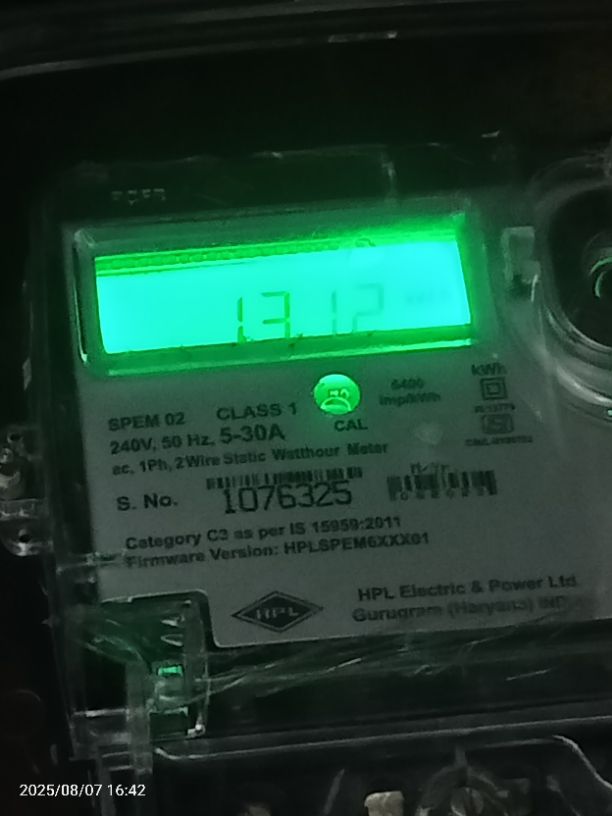 13.12
kWh
6400
imp/kWh
SPEM 02 CLASS 1
CAL
240V, 50 Hz, 5-30A
ac, 1Ph, 2Wire Static Watthour Meter
S. No. 1076325
Category C3 as per IS 15959:2011
Firmware Version: HPLSPEM6XXX01
HPL
HPL Electric & Power Ltd
Gurugram (Haryana)
2025/08/07 16:42